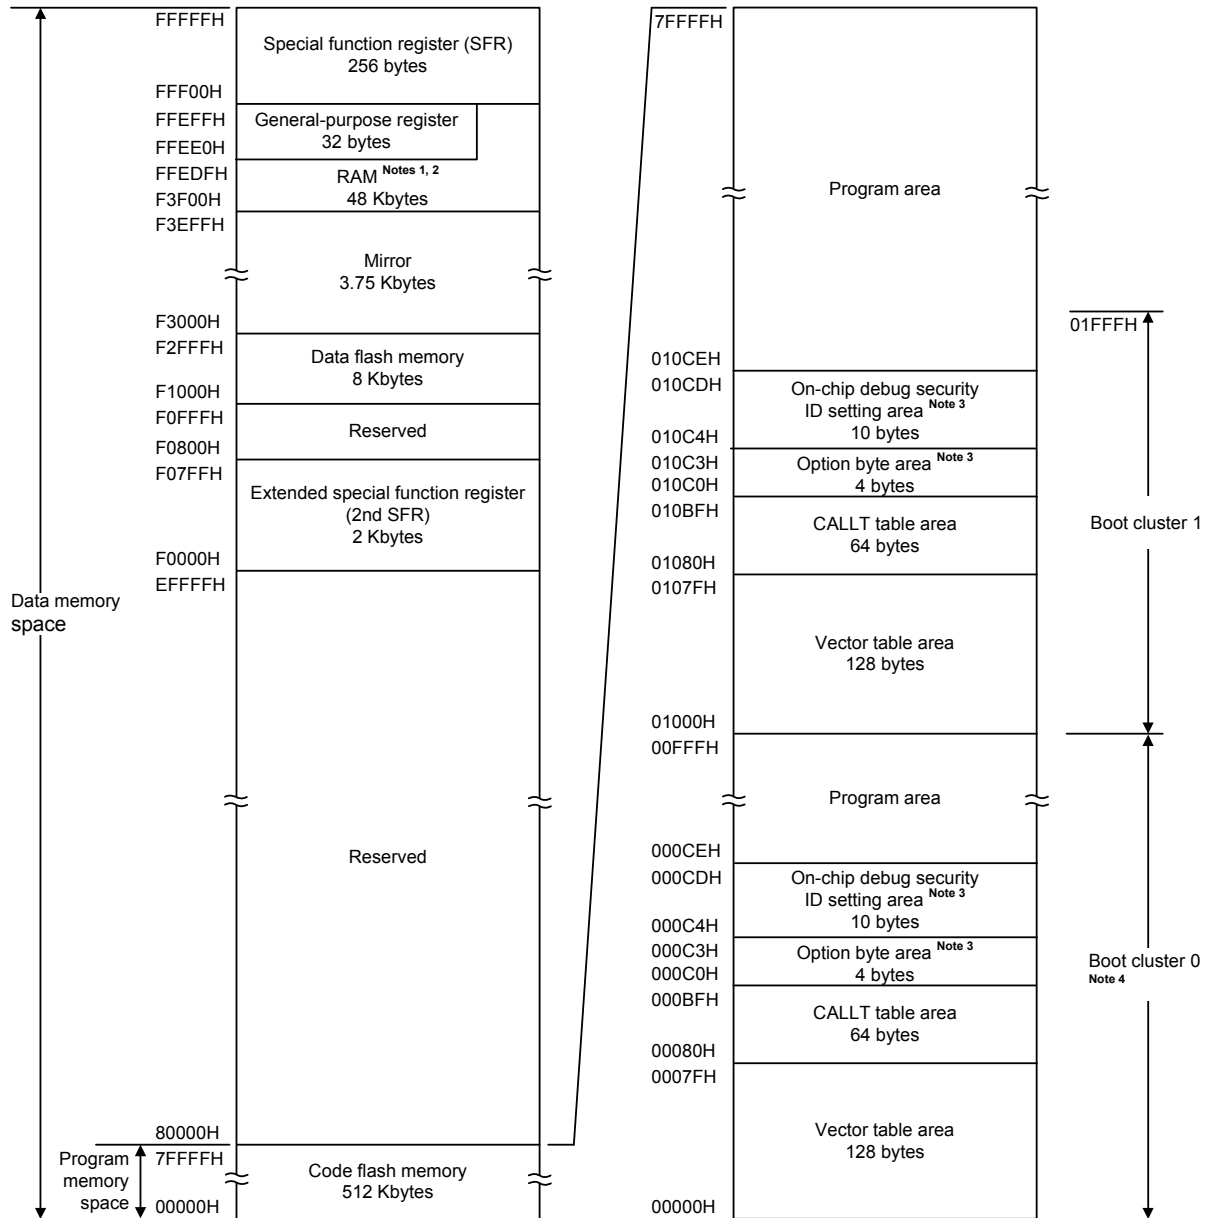 FFFFFH
Special function register (SFR)
256 bytes
FFF00H
FFEFFH
General-purpose register
32 bytes
FFEE0H
FFEDFH
RAM Notes 1, 2
48 Kbytes
F3F00H
F3EFFH
Mirror
3.75 Kbytes
F3000H
F2FFFH
Data flash memory
8 Kbytes
F1000H
F0FFFH
Reserved
F0800H
F07FFH
Extended special function register
(2nd SFR)
2 Kbytes
F0000H
EFFFFH
Data memory
space
Reserved
80000H
7FFFFH
Program
memory
space
Code flash memory
512 Kbytes
00000H
7FFFFH
Program area
010CEH
010CDH
On-chip debug security
ID setting area Note 3
10 bytes
010C4H
010C3H
Option byte area Note 3
4 bytes
010C0H
010BFH
CALLT table area
64 bytes
01080H
0107FH
Vector table area
128 bytes
01000H
00FFFH
Program area
000CEH
000CDH
On-chip debug security
ID setting area Note 3
10 bytes
000C4H
000C3H
Option byte area Note 3
4 bytes
000C0H
000BFH
CALLT table area
64 bytes
00080H
0007FH
Vector table area
128 bytes
00000H
01FFFH
Boot cluster 1
Boot cluster 0
Note 4